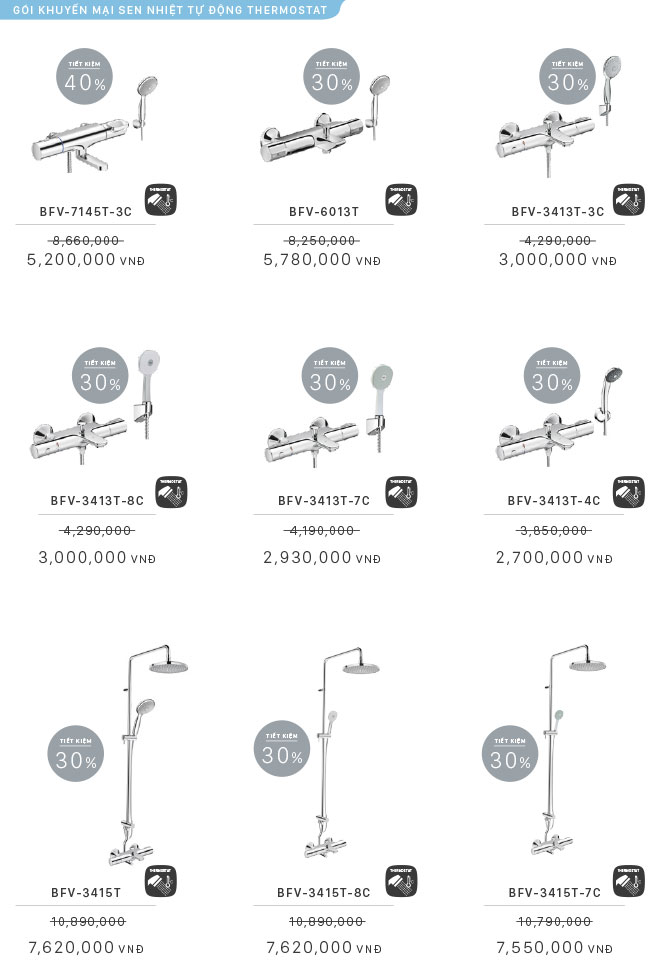 GÓI KHUYẾN MẠI SEN NHIỆT TỰ ĐỘNG THERMOSTAT
TIẾT KIỆM
40%
TIẾT KIỆM
30%
TIẾT KIỆM
30%
THERMOSTAT
THERMOSTAT
THERMOSTAT
BFV-7145T-3C
BFV-6013T
BFV-3413T-3C
8,660,000
8,250,000
4,290,000
5,200,000 VNĐ
5,780,000 VNĐ
3,000,000 VNĐ
TIẾT KIỆM
30%
TIẾT KIỆM
30%
TIẾT KIỆM
30%
THERMOSTAT
THERMOSTAT
THERMOSTAT
BFV-3413T-8C
BFV-3413T-7C
BFV-3413T-4C
4,290,000
4,190,000
3,850,000
3,000,000 VNĐ
2,930,000 VNĐ
2,700,000 VNĐ
TIẾT KIỆM
30%
TIẾT KIỆM
30%
TIẾT KIỆM
30%
THERMOSTAT
THERMOSTAT
THERMOSTAT
BFV-3415T
BFV-3415T-8C
BFV-3415T-7C
10,890,000
10,890,000
10,790,000
7,620,000 VNĐ
7,620,000 VNĐ
7,550,000 VNĐ